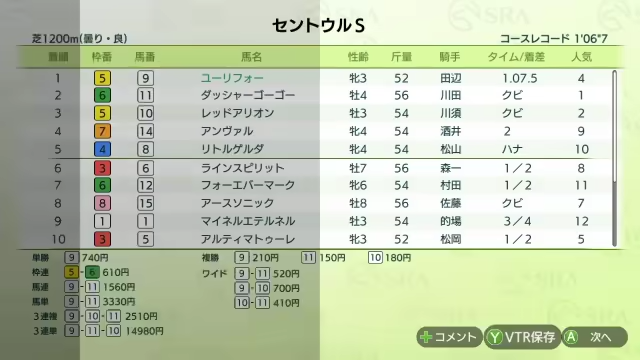 セントウルS
芝1200m(曇り・良)
コースレコード 1'06"7
着順 枠番 馬番 馬名 性齢 斤量 騎手 タイム/着差 人気
1 5 9 ユーリフォー 牝3 52 田辺 1.07.5 4
2 6 11 ダッシャーゴーゴー 牡4 56 川田 クビ 1
3 5 10 レッドアリオン 牡3 54 川須 クビ 2
4 7 14 アンヴァル 牝4 54 酒井 2 9
5 4 8 リトルゲルダ 牝4 54 松山 ハナ 10
6 3 6 ラインスピリット 牡7 56 森一 1/2 8
7 6 12 フォーエバーマーク 牝6 54 村田 1/2 11
8 8 15 アースソニック 牡8 56 佐藤 クビ 7
9 1 1 マイネルエテルネル 牡3 54 的場 3/4 12
10 3 5 アルティマトゥーレ 牝3 52 松岡 1/2 5
単勝 9 740円 複勝 9 210円 11 150円 10 180円
枠連 5-6 610円 ワイド 9-11 520円
馬連 9-11 1560円 9-10 700円
馬単 9-11 3330円 10-11 410円
3連複 9-10-11 2510円
3連単 9-11-10 14980円
コメント Y VTR保存 A 次へ